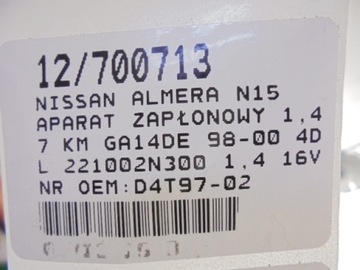 12/700713
NISSAN ALMERA N15
APARAT ZAPŁONOWY 1,4
7 KM GA14DE 98-00 4D
L 221002N300 1,4 16V
NR OEM:D4T97-02